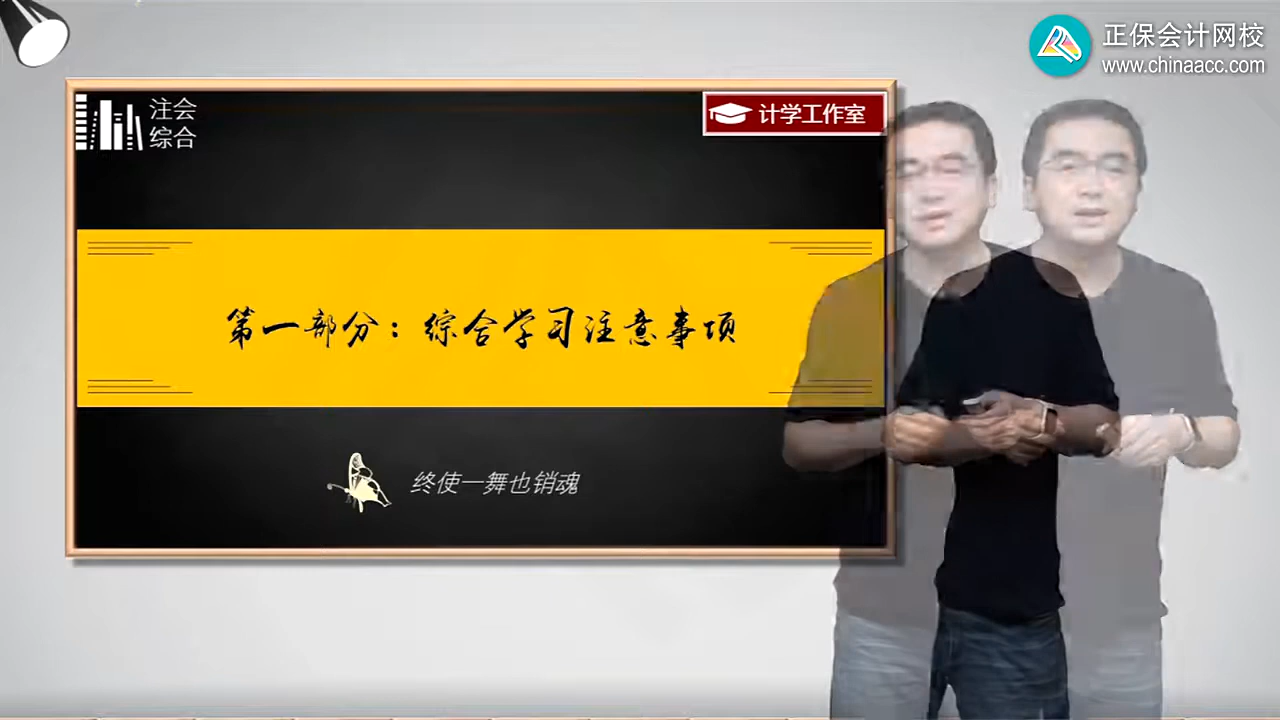 正保会计网校
www.chinaacc.com
注会
综合
计学工作室
第一部分：综合学习注意事项
终使一舞也销魂